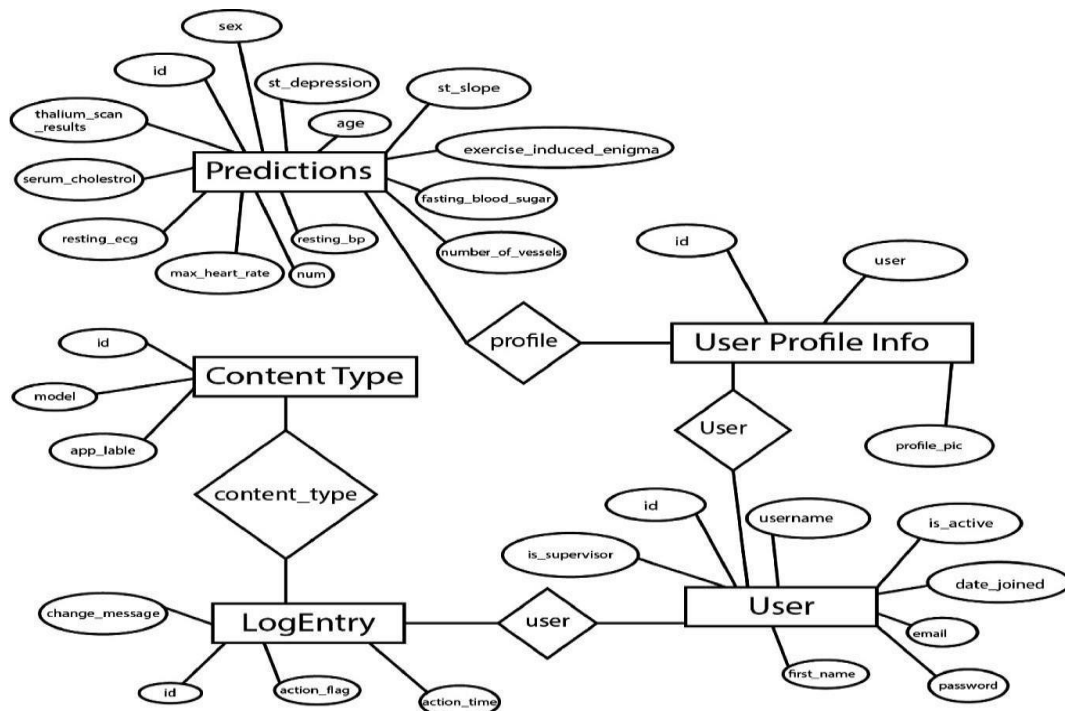 sex
id
st_depression
st_slope
thalium_scan
_results
age
exercise_induced_enigma
Predictions
serum_cholestrol
fasting_blood_sugar
resting_ecg
resting_bp
number_of_vessels
max_heart_rate
num
id
user
profile
User Profile Info
profile_pic
id
Content Type
model
app_lable
content_type
User
id
username
is_active
is_supervisor
date_joined
User
email
first_name
password
user
change_message
LogEntry
id
action_flag
action_time